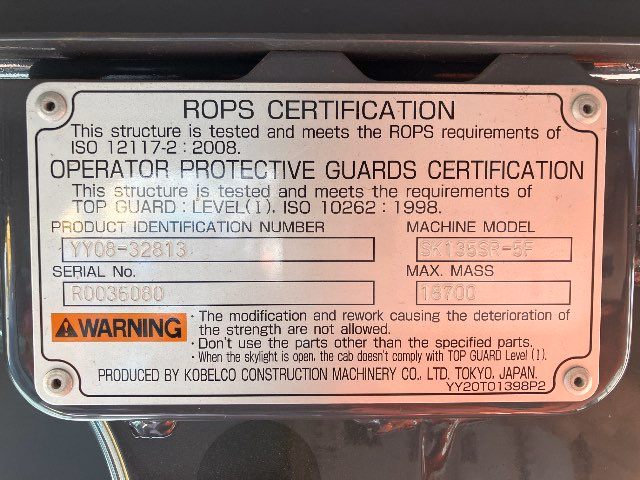 ROPS CERTIFICATION
This structure is tested and meets the ROPS requirements of
ISO 12117-2 : 2008.
OPERATOR PROTECTIVE GUARDS CERTIFICATION
This structure is tested and meets the requirements of
TOP GUARD : LEVEL(I), ISO 10262 : 1998.
PRODUCT IDENTIFICATION NUMBER
YY08-32813
MACHINE MODEL
SK135SR-5F
SERIAL No.
R0036080
MAX. MASS
16700
WARNING
· The modification and rework causing the deterioration of
the strength are not allowed.
· Don't use the parts other than the specified parts.
· When the skylight is open, the cab doesn't comply with TOP GUARD Level (I).
PRODUCED BY KOBELCO CONSTRUCTION MACHINERY CO., LTD. TOKYO, JAPAN.
YY20T01398P2